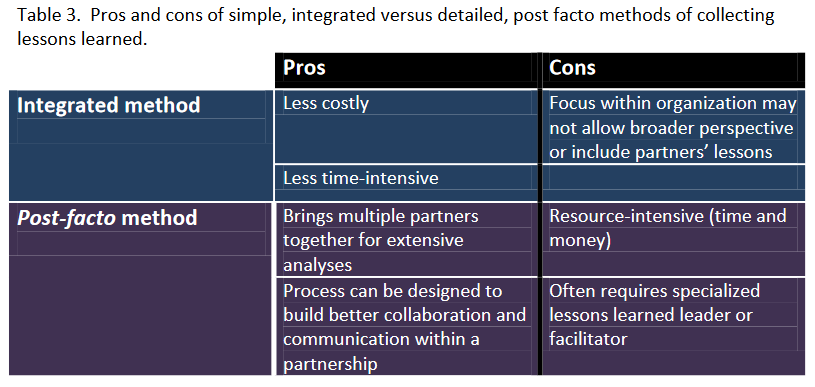 Table 3.  Pros and cons of simple, integrated versus detailed, post facto methods of collecting
lessons learned.
Pros
Cons
Integrated method
Less costly
Focus within organization may
not allow broader perspective
or include partners’ lessons
Less time-intensive
Post-facto method
Brings multiple partners
together for extensive
analyses
Resource-intensive (time and
money)
Process can be designed to
build better collaboration and
communication within a
partnership
Often requires specialized
lessons learned leader or
facilitator